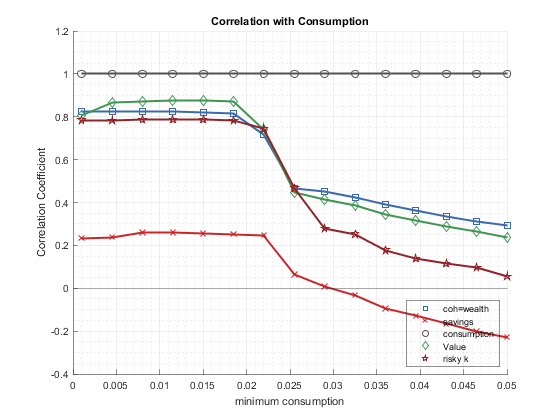 Correlation with Consumption
1.2
1
0.8
0.6
0.4
0.2
0
-0.2
-0.4
Correlation Coefficient
coh=wealth
savings
consumption
Value
risky k
0 0.005 0.01 0.015 0.02 0.025 0.03 0.035 0.04 0.045 0.05
minimum consumption